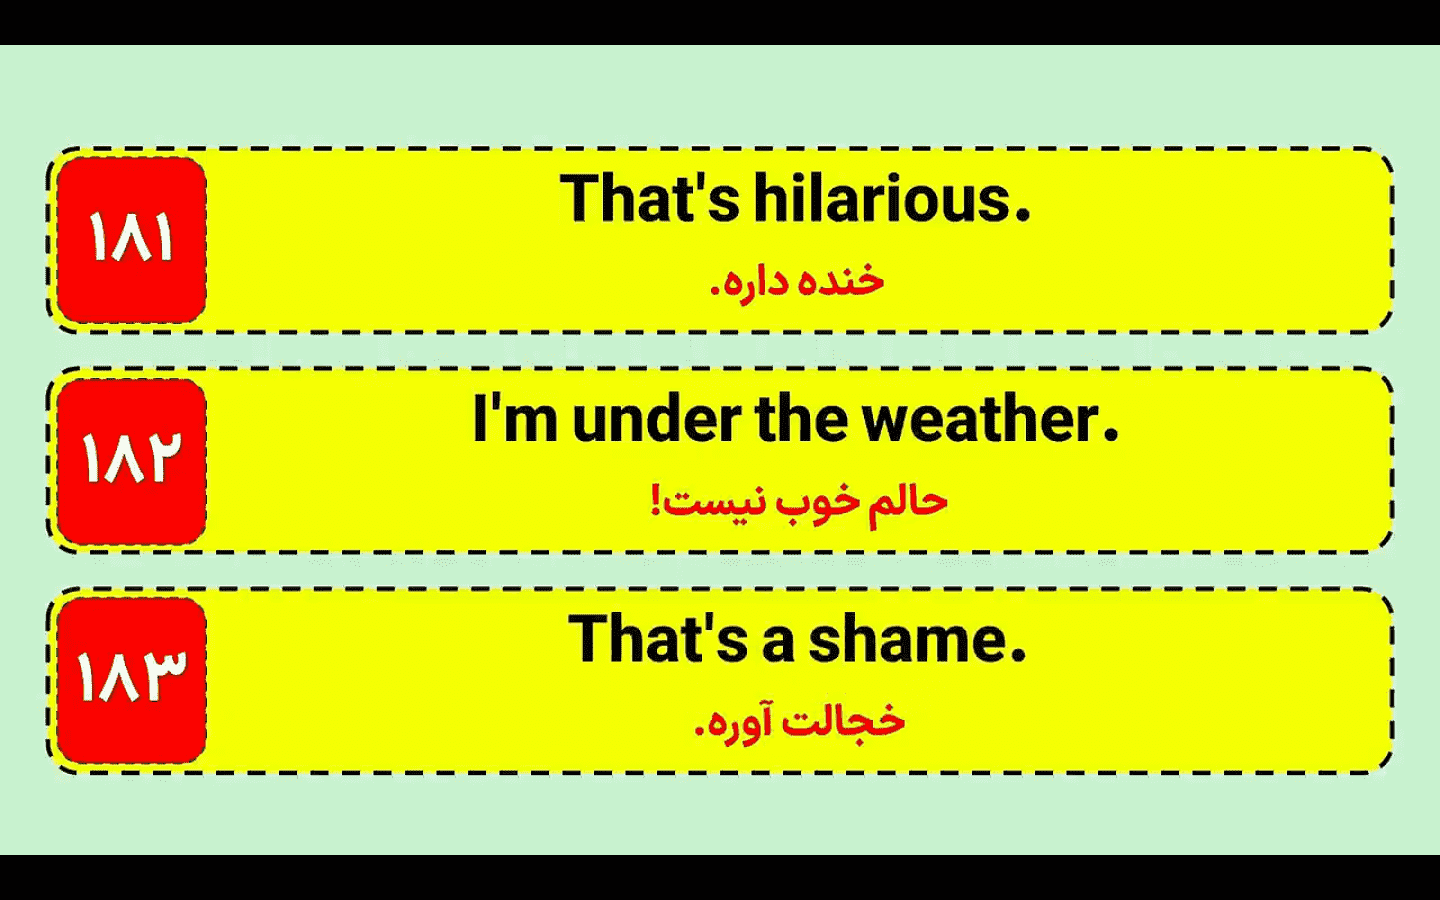 ۱۸۱
That's hilarious.
خنده داره.
۱۸۲
I'm under the weather.
حالم خوب نیست!
۱۸۳
That's a shame.
خجالت آوره.